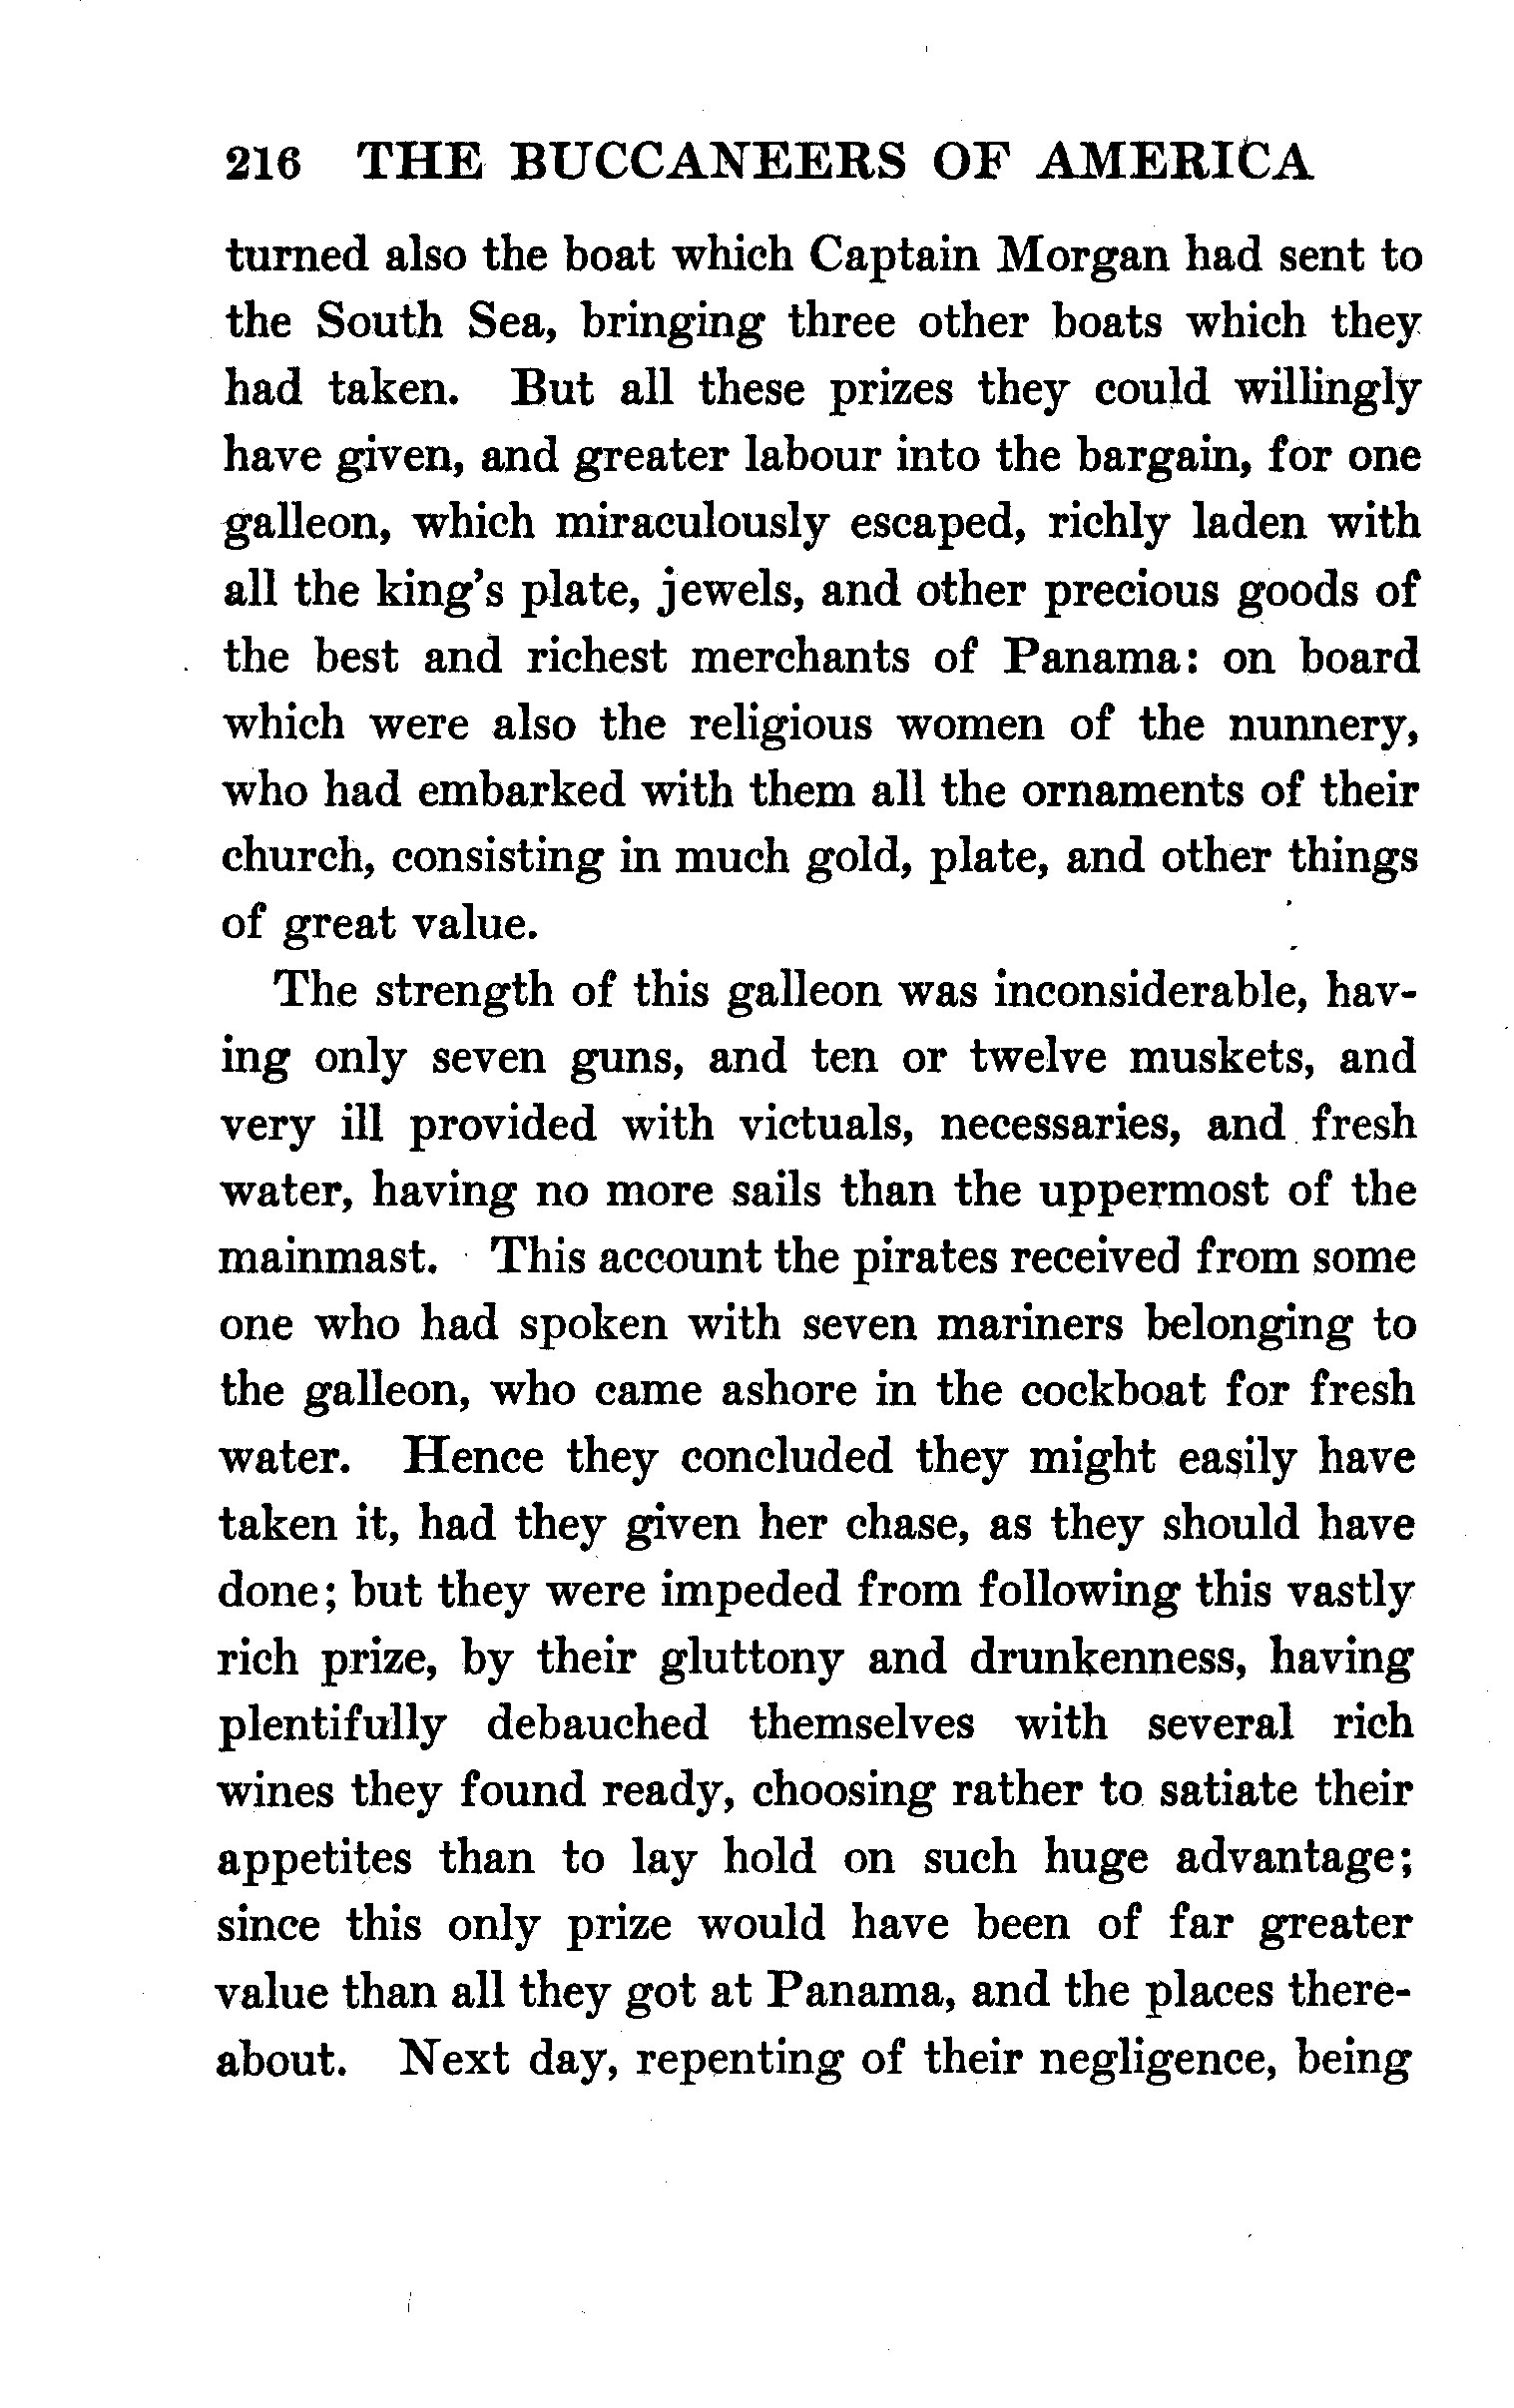 216 THE BUCCANEERS OF AMERICA
turned also the boat which Captain Morgan had sent to
the South Sea, bringing three other boats which they
had taken. But all these prizes they could willingly
have given, and greater labour into the bargain, for one
galleon, which miraculously escaped, richly laden with
all the king's plate, jewels, and other precious goods of
the best and richest merchants of Panama: on board
which were also the religious women of the nunnery,
who had embarked with them all the ornaments of their
church, consisting in much gold, plate, and other things
of great value.
The strength of this galleon was inconsiderable, hav-
ing only seven guns, and ten or twelve muskets, and
very ill provided with victuals, necessaries, and fresh
water, having no more sails than the uppermost of the
mainmast. This account the pirates received from some
one who had spoken with seven mariners belonging to
the galleon, who came ashore in the cockboat for fresh
water. Hence they concluded they might easily have
taken it, had they given her chase, as they should have
done; but they were impeded from following this vastly
rich prize, by their gluttony and drunkenness, having
plentifully debauched themselves with several rich
wines they found ready, choosing rather to satiate their
appetites than to lay hold on such huge advantage;
since this only prize would have been of far greater
value than all they got at Panama, and the places there-
about. Next day, repenting of their negligence, being